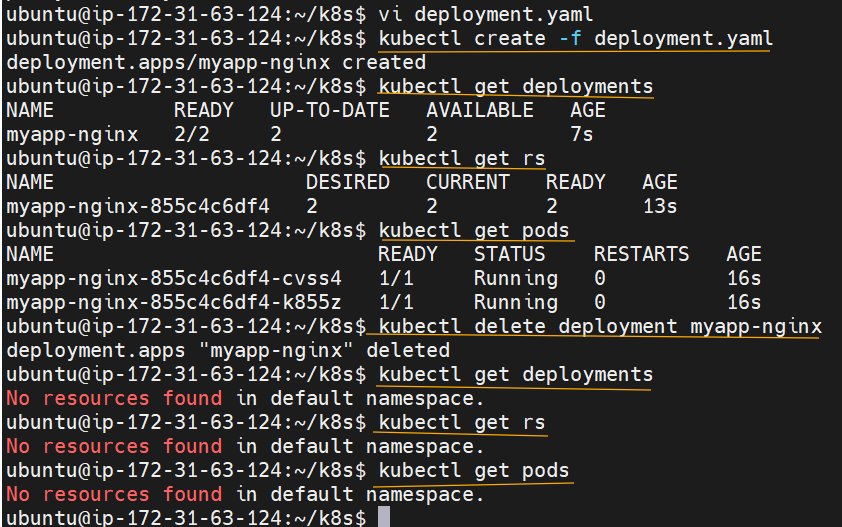 ubuntu@ip-172-31-63-124:~/k8s$ vi deployment.yaml
ubuntu@ip-172-31-63-124:~/k8s$ kubectl create -f deployment.yaml
deployment.apps/myapp-nginx created
ubuntu@ip-172-31-63-124:~/k8s$ kubectl get deployments
NAME          READY   UP-TO-DATE   AVAILABLE   AGE
myapp-nginx   2/2     2            2           7s
ubuntu@ip-172-31-63-124:~/k8s$ kubectl get rs
NAME                     DESIRED   CURRENT   READY   AGE
myapp-nginx-855c4c6df4   2         2         2       13s
ubuntu@ip-172-31-63-124:~/k8s$ kubectl get pods
NAME                           READY   STATUS    RESTARTS   AGE
myapp-nginx-855c4c6df4-cvss4   1/1     Running   0          16s
myapp-nginx-855c4c6df4-k855z   1/1     Running   0          16s
ubuntu@ip-172-31-63-124:~/k8s$ kubectl delete deployment myapp-nginx
deployment.apps "myapp-nginx" deleted
ubuntu@ip-172-31-63-124:~/k8s$ kubectl get deployments
No resources found in default namespace.
ubuntu@ip-172-31-63-124:~/k8s$ kubectl get rs
No resources found in default namespace.
ubuntu@ip-172-31-63-124:~/k8s$ kubectl get pods
No resources found in default namespace.
ubuntu@ip-172-31-63-124:~/k8s$